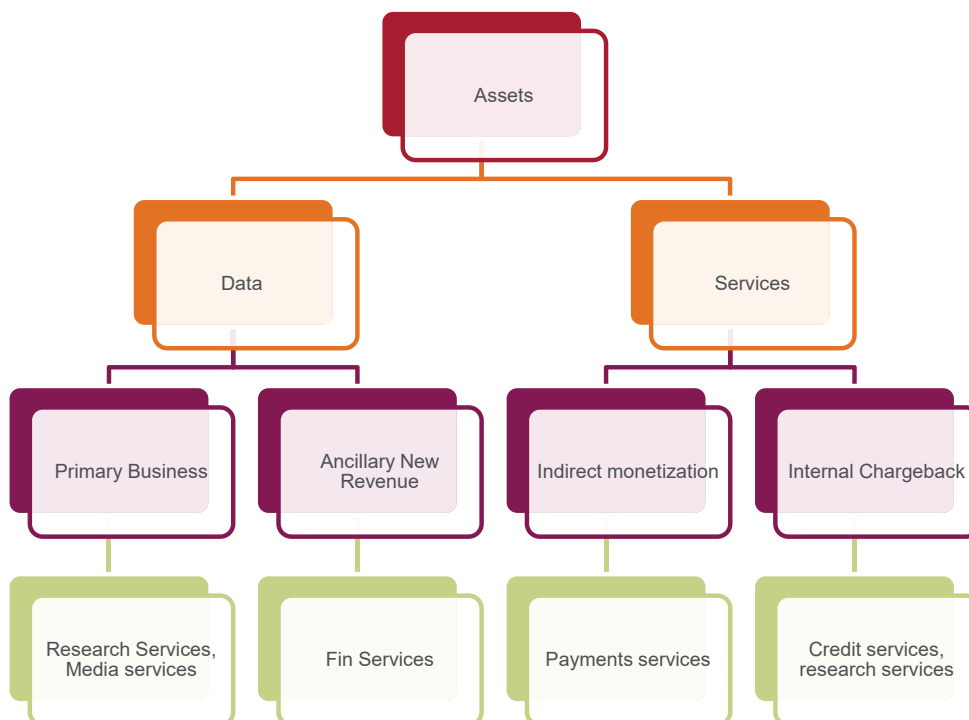 Assets
Data
Services
Primary Business
Ancillary New
Revenue
Indirect monetization
Internal Chargeback
Research Services,
Media services
Fin Services
Payments services
Credit services,
research services